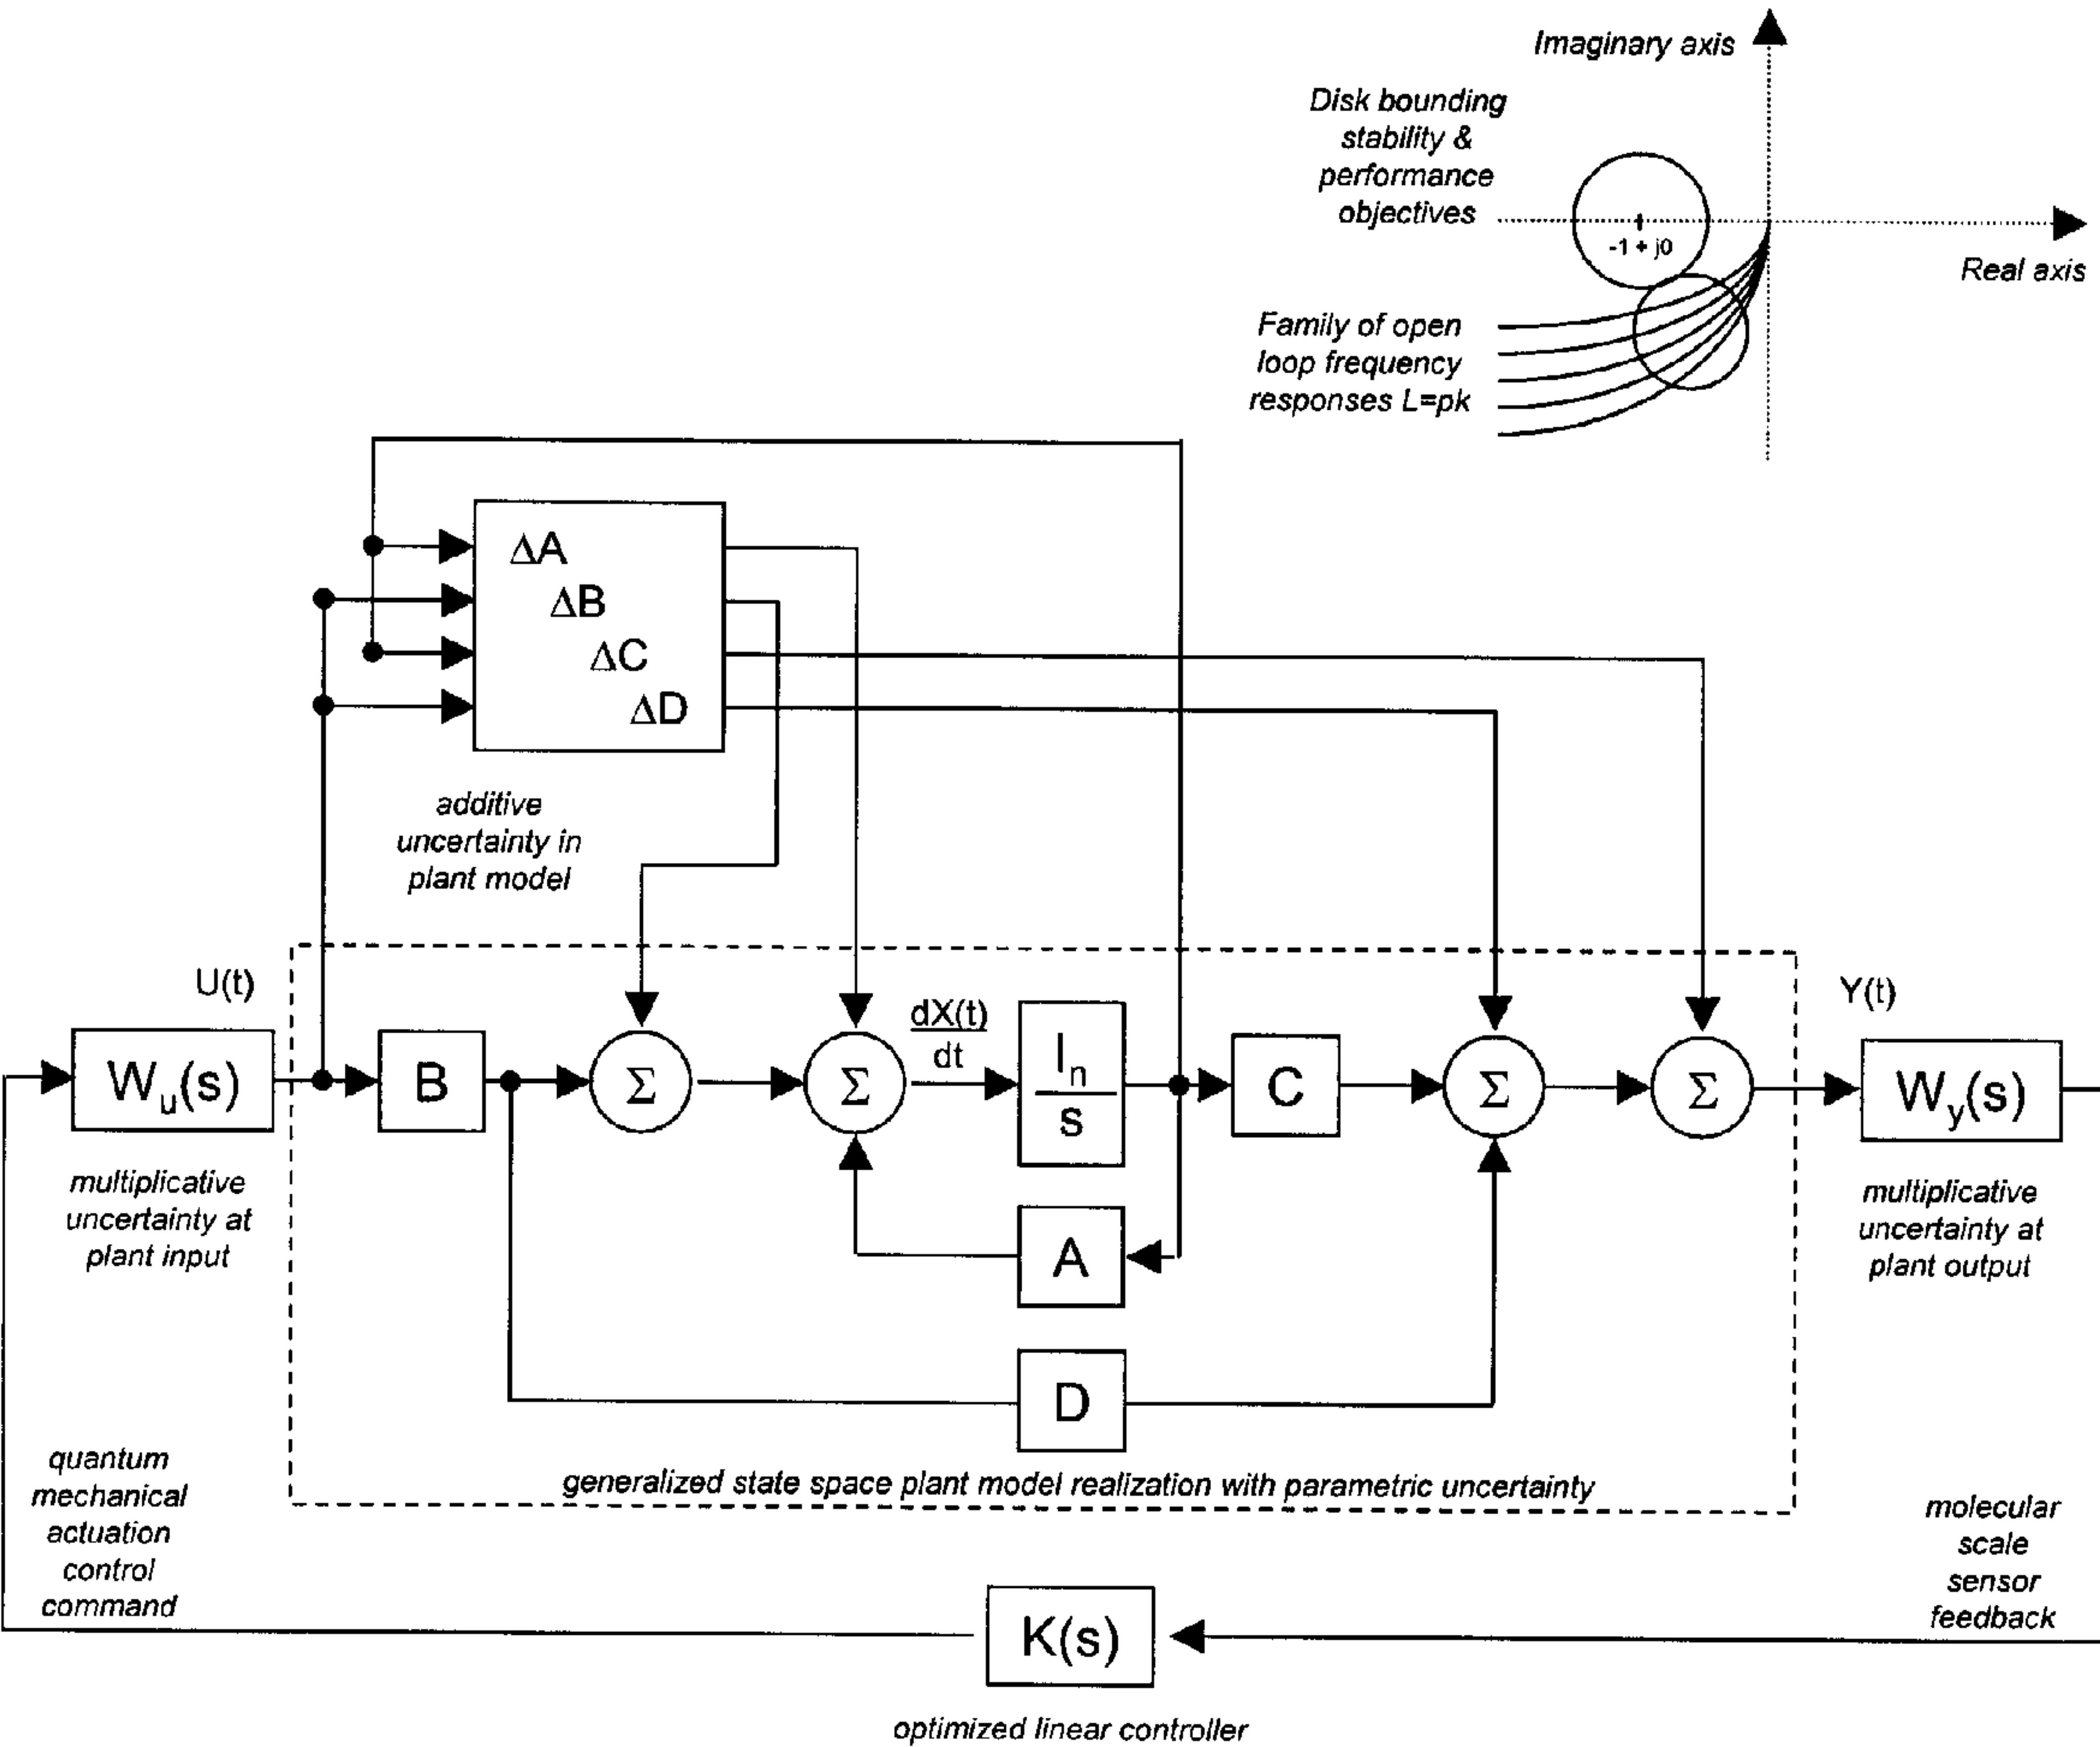 Imaginary axis
Disk bounding
stability &
performance
objectives
-1 + j0
Real axis
Family of open
loop frequency
responses L=pk
ΔA
ΔB
ΔC
ΔD
additive
uncertainty in
plant model
U(t)
Y(t)
dX(t)
dt
Wu(s)
B
Σ
Σ
In
s
C
Σ
Σ
Wy(s)
multiplicative
uncertainty at
plant input
multiplicative
uncertainty at
plant output
A
D
generalized state space plant model realization with parametric uncertainty
quantum
mechanical
actuation
control
command
molecular
scale
sensor
feedback
K(s)
optimized linear controller